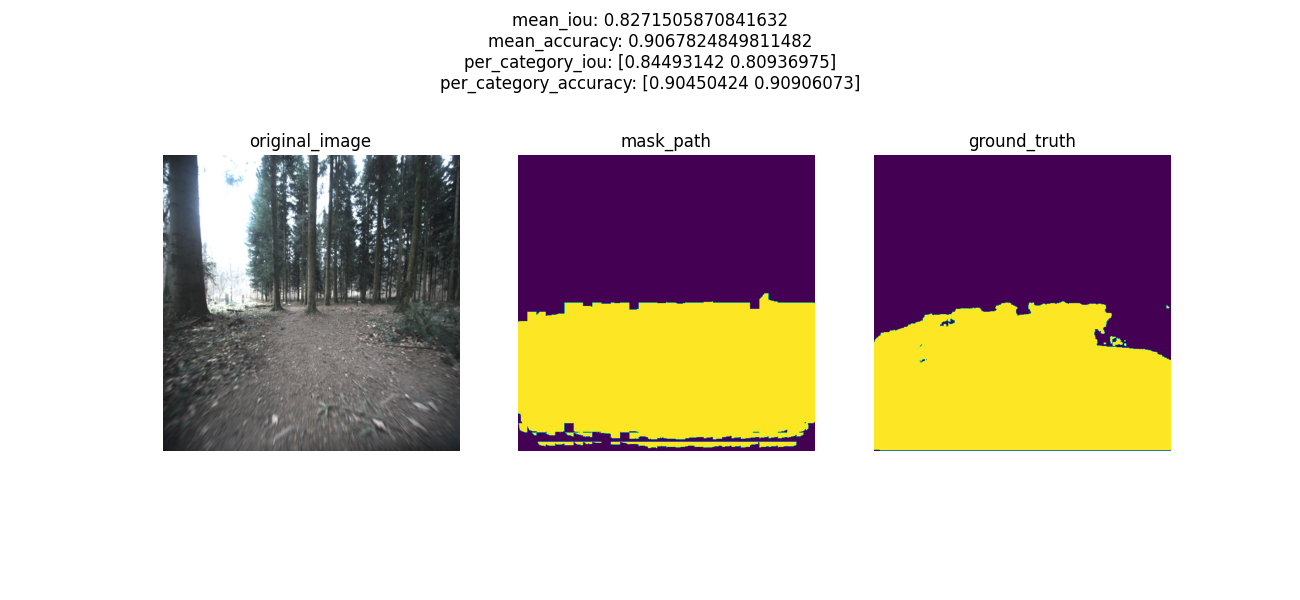 mean_iou: 0.8271505870841632
mean_accuracy: 0.9067824849811482
per_category_iou: [0.84493142 0.80936975]
per_category_accuracy: [0.90450424 0.90906073]
original_image
mask_path
ground_truth